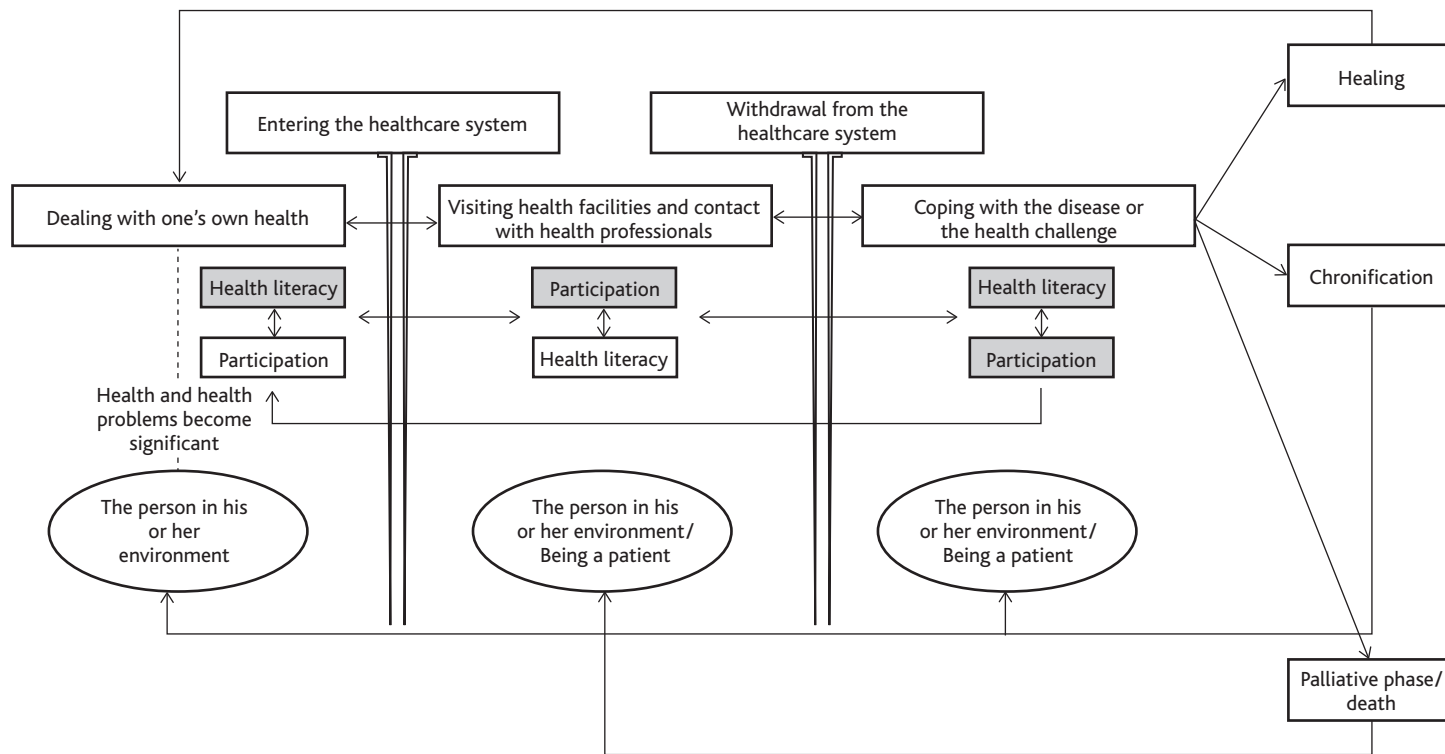 Healing
Entering the healthcare system
Withdrawal from the
healthcare system
Dealing with one’s own health
Visiting health facilities and contact
with health professionals
Coping with the disease or
the health challenge
Chronification
Health literacy
Participation
Participation
Health literacy
Health literacy
Participation
Health and health
problems become
significant
The person in his
or her
environment
The person in his
or her environment/
Being a patient
The person in his
or her environment/
Being a patient
Palliative phase/
death